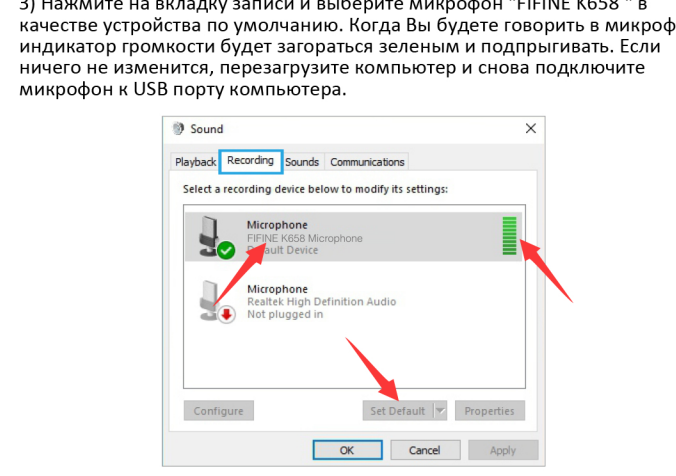 3) Нажмите на вкладку записи и выберите микрофон "FIFINE K658 " в
качестве устройства по умолчанию. Когда Вы будете говорить в микроф
индикатор громкости будет загораться зеленым и подпрыгивать. Если
ничего не изменится, перезагрузите компьютер и снова подключите
микрофон к USB порту компьютера.
Sound
Playback Recording Sounds Communications
Select a recording device below to modify its settings:
Microphone
FIFINE K658 Microphone
Default Device
Microphone
Realtek High Definition Audio
Not plugged in
Configure Set Default Properties
OK Cancel Apply